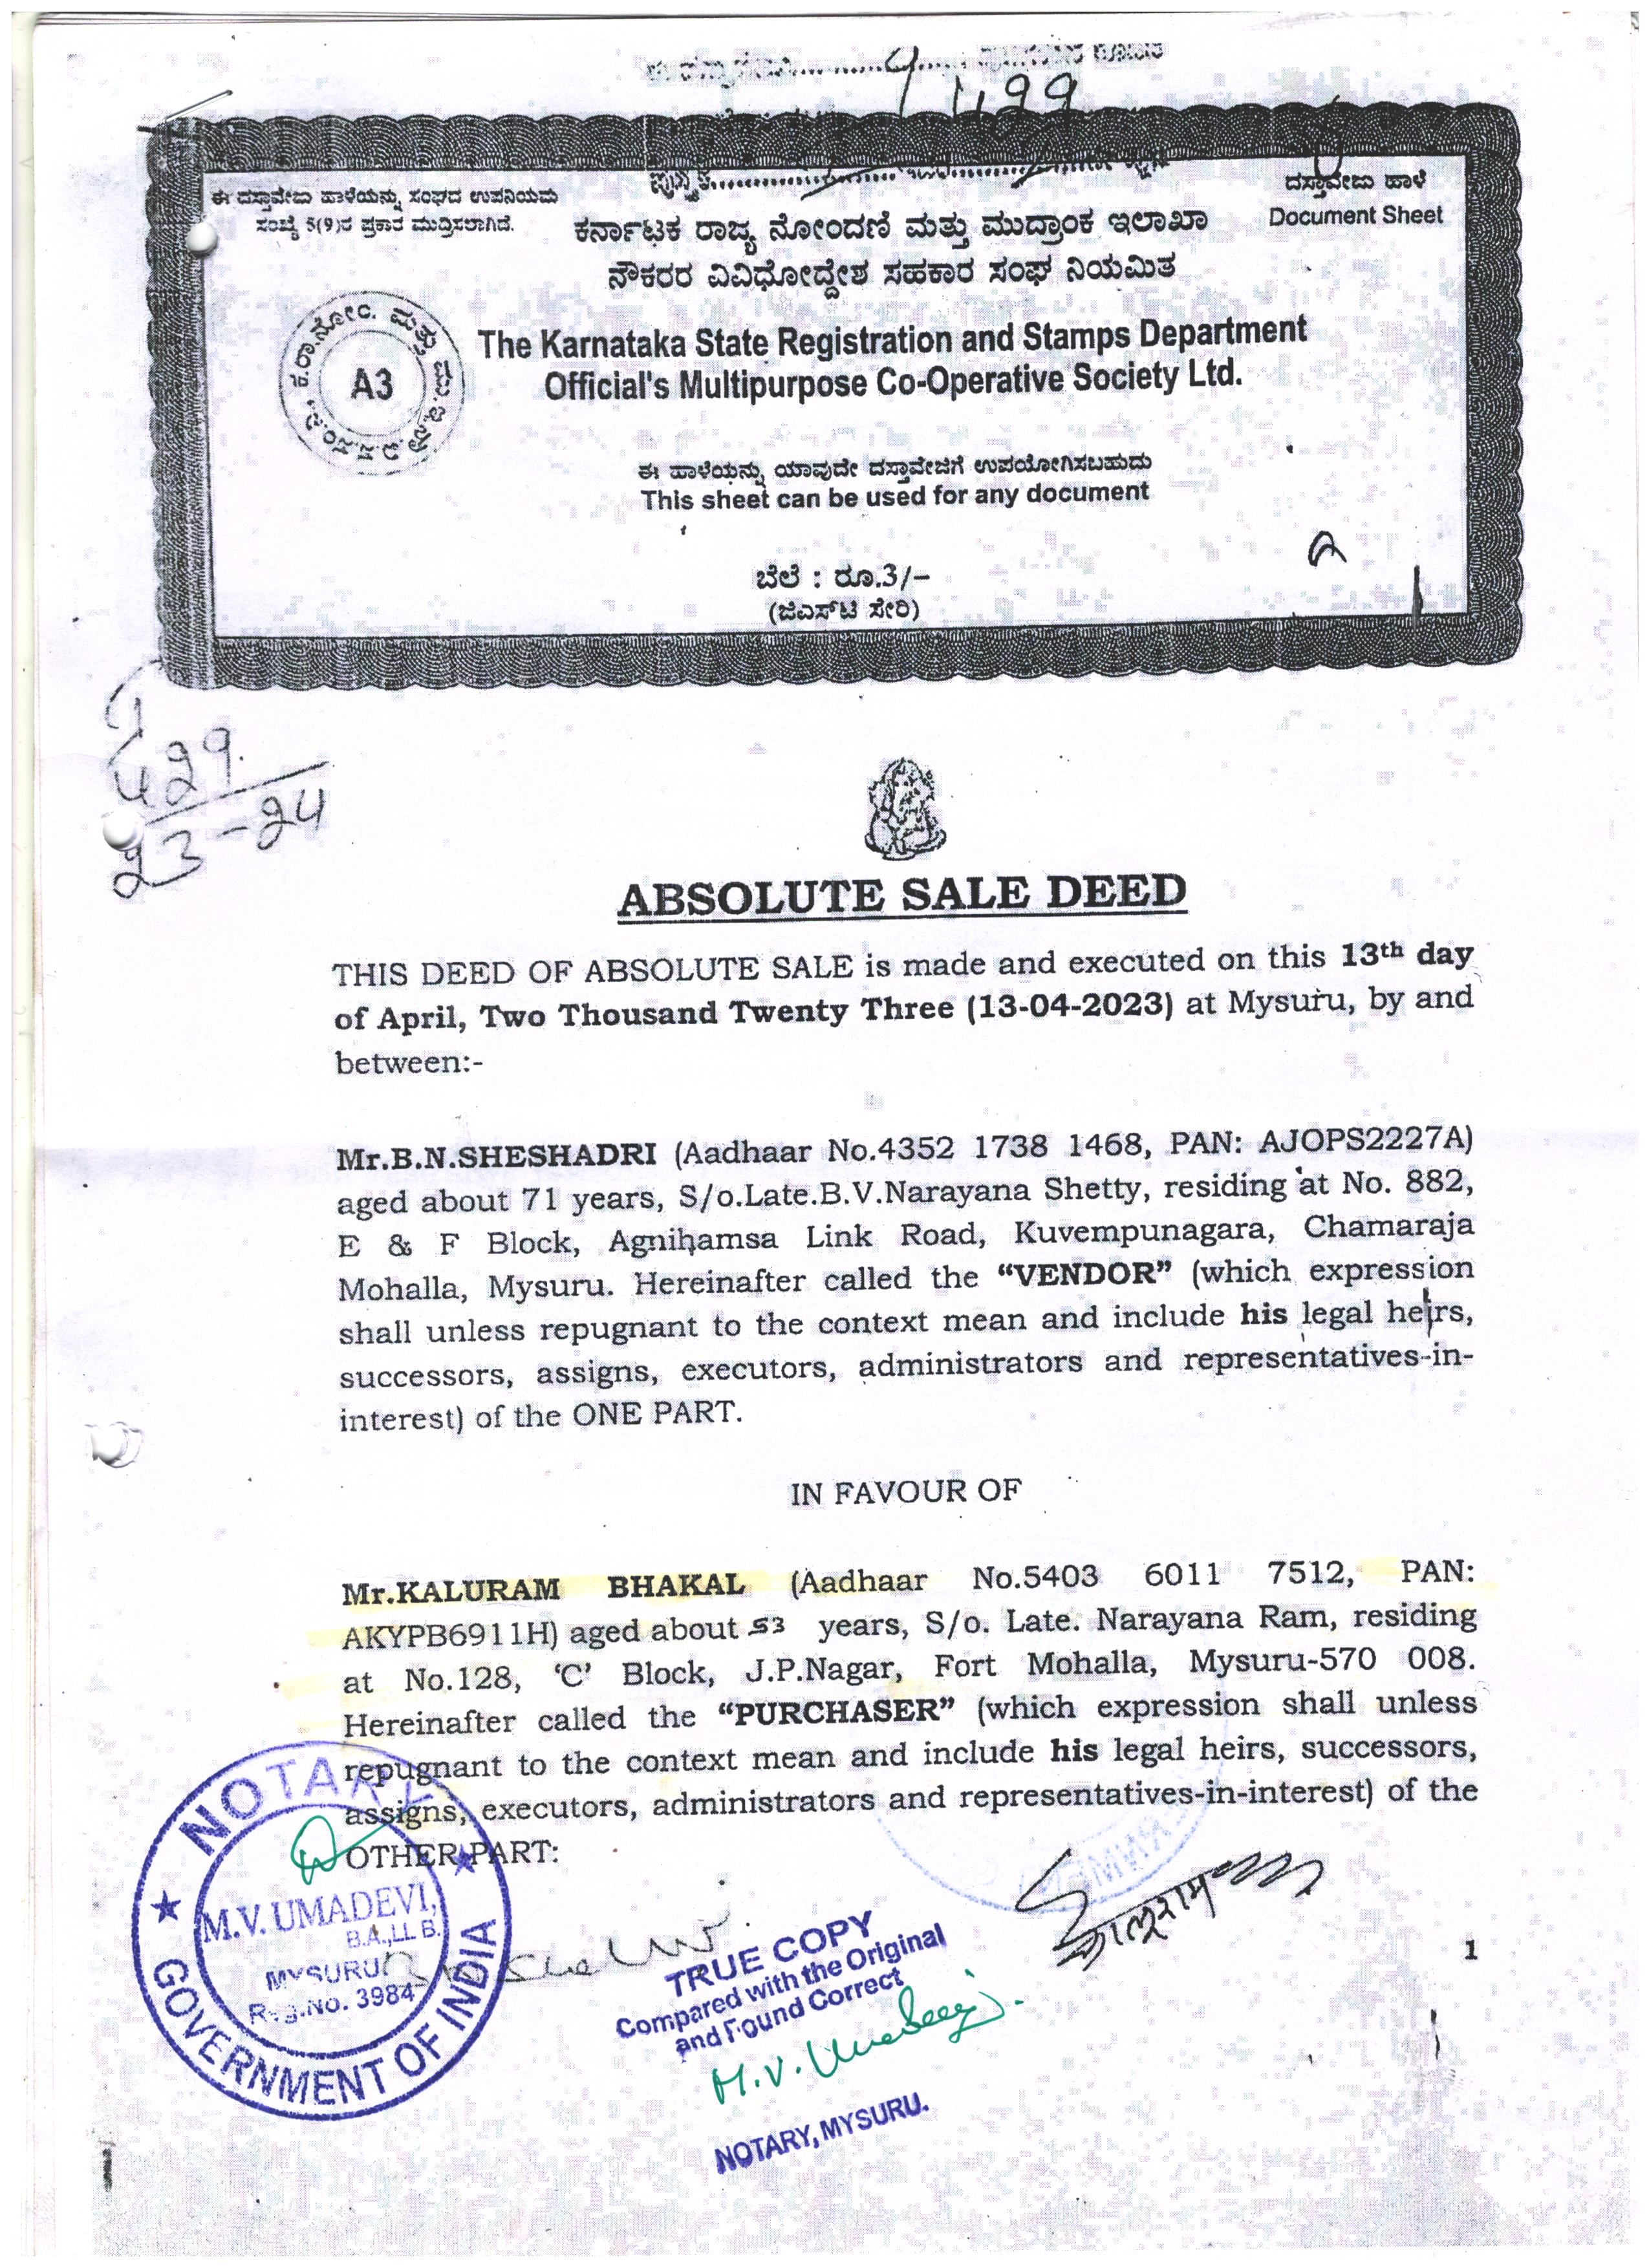 1199
ಈ ದಸ್ತಾವೇಜು ಹಾಳೆಯನ್ನು ಸಂಘದ ಉಪನಿಯಮ
ಸಂಖ್ಯೆ 5(9)ರ ಪ್ರಕಾರ ಮುದ್ರಿಸಲಾಗಿದೆ.
ದಸ್ತಾವೇಜು ಹಾಳೆ
Document Sheet
ಕರ್ನಾಟಕ ರಾಜ್ಯ ನೋಂದಣಿ ಮತ್ತು ಮುದ್ರಾಂಕ ಇಲಾಖಾ
ನೌಕರರ ವಿವಿಧೋದ್ದೇಶ ಸಹಕಾರ ಸಂಘ ನಿಯಮಿತ
A3
The Karnataka State Registration and Stamps Department
Official's Multipurpose Co-Operative Society Ltd.
ಈ ಹಾಳೆಯನ್ನು ಯಾವುದೇ ದಸ್ತಾವೇಜಿಗೆ ಉಪಯೋಗಿಸಬಹುದು
This sheet can be used for any document
ಬೆಲೆ : ರೂ.3/-
(ಜಿಎಸ್‌ಟಿ ಸೇರಿ)
429
23-24
ABSOLUTE SALE DEED
THIS DEED OF ABSOLUTE SALE is made and executed on this 13th day
of April, Two Thousand Twenty Three (13-04-2023) at Mysuru, by and
between:-
Mr.B.N.SHESHADRI (Aadhaar No.4352 1738 1468, PAN: AJOPS2227A)
aged about 71 years, S/o.Late.B.V.Narayana Shetty, residing at No. 882,
E & F Block, Agnihamsa Link Road, Kuvempunagara, Chamaraja
Mohalla, Mysuru. Hereinafter called the “VENDOR” (which expression
shall unless repugnant to the context mean and include his legal heirs,
successors, assigns, executors, administrators and representatives-in-
interest) of the ONE PART.
IN FAVOUR OF
Mr.KALURAM BHAKAL (Aadhaar No.5403 6011 7512, PAN:
AKYPB6911H) aged about 53 years, S/o. Late. Narayana Ram, residing
at No.128, ‘C’ Block, J.P.Nagar, Fort Mohalla, Mysuru-570 008.
Hereinafter called the “PURCHASER” (which expression shall unless
repugnant to the context mean and include his legal heirs, successors,
assigns, executors, administrators and representatives-in-interest) of the
OTHER PART:
NOTARY
M.V. UMADEVI,
B.A., LL.B.
MYSURU
Reg.No. 3984
GOVERNMENT OF INDIA
TRUE COPY
Compared with the Original
and Found Correct
M.V. Umadevi
NOTARY, MYSURU.
कालुराम
1